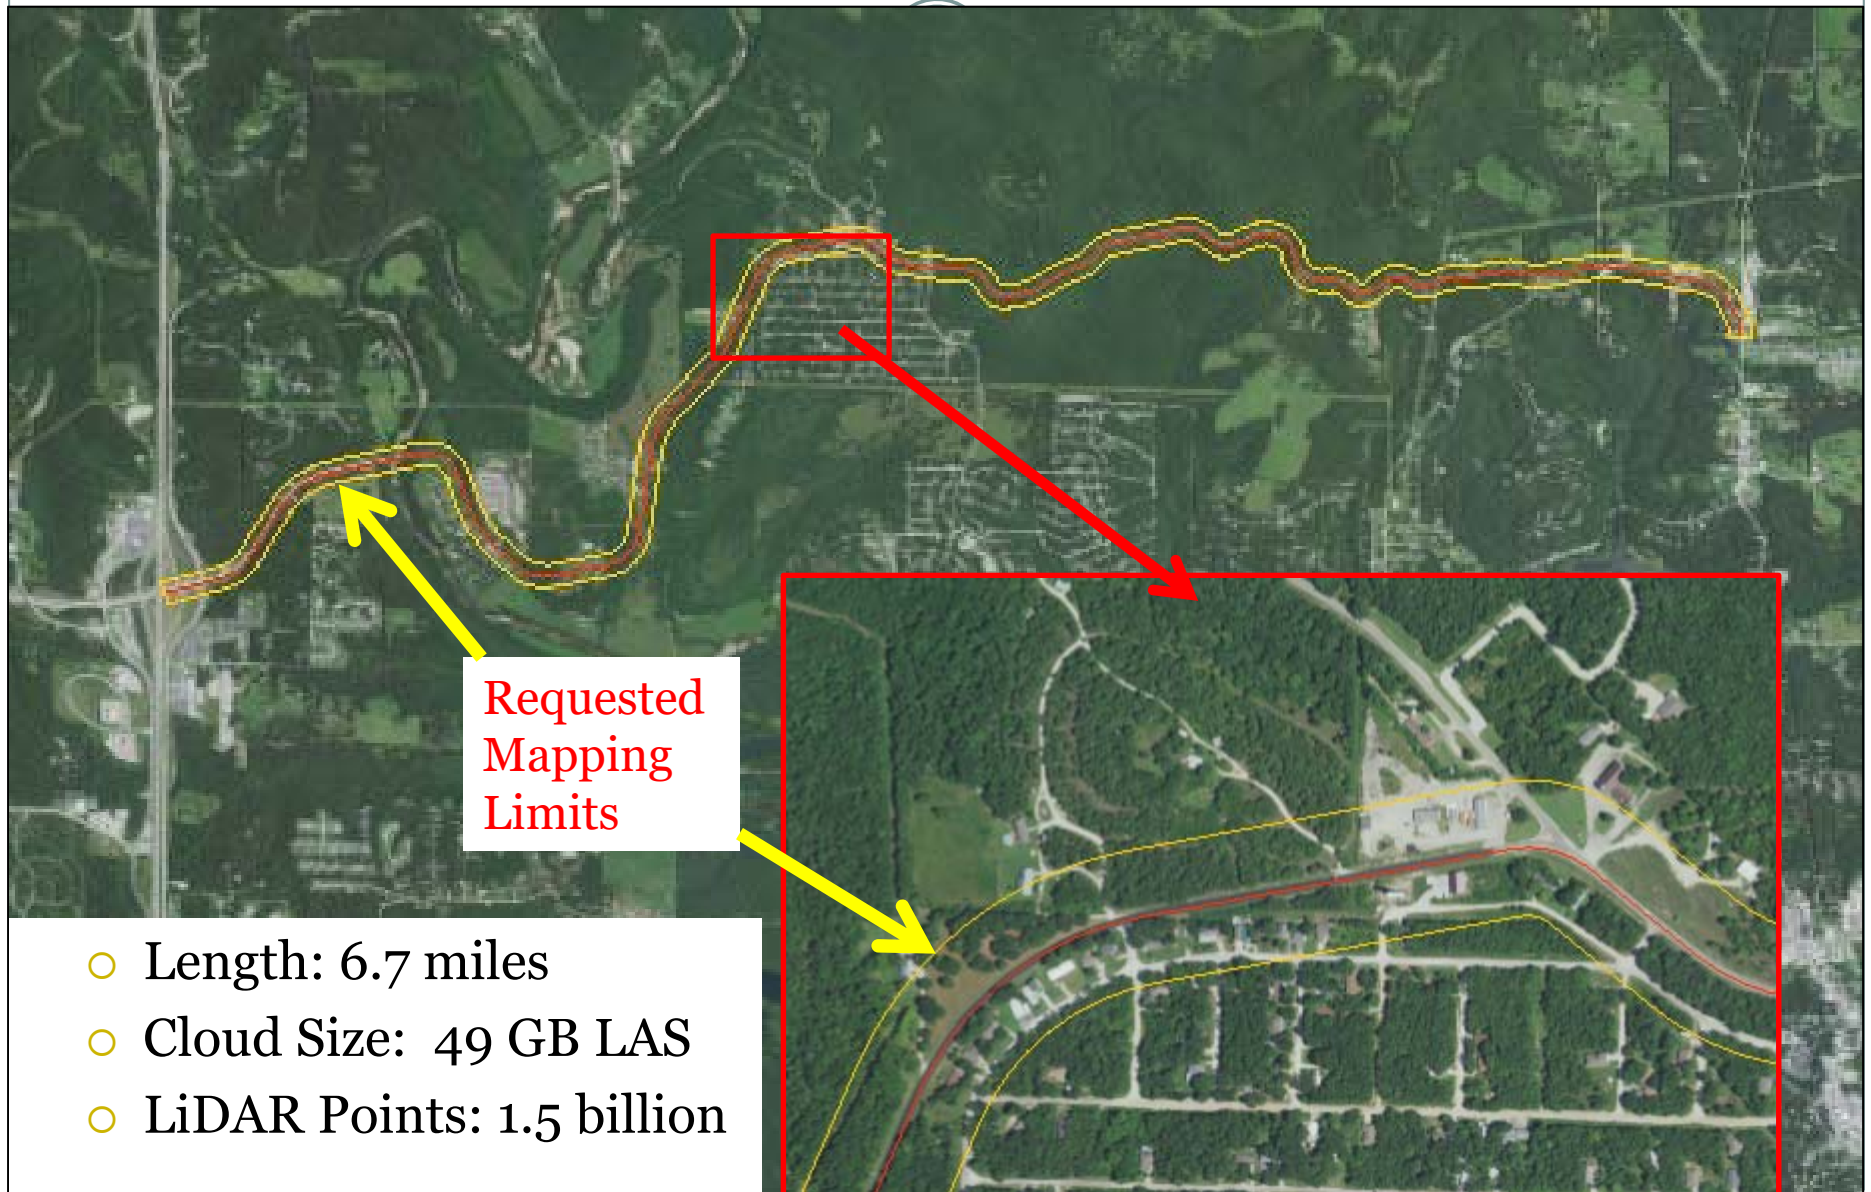 Requested
Mapping
Limits
Length: 6.7 miles
Cloud Size: 49 GB LAS
LiDAR Points: 1.5 billion